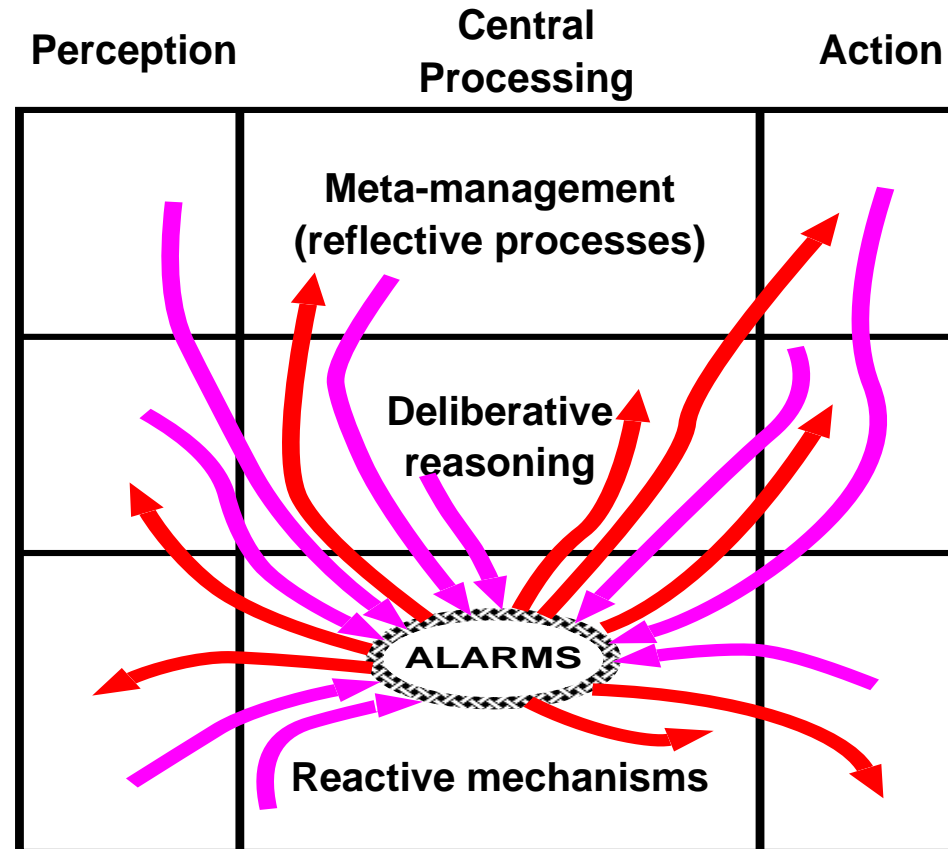 Perception
Central
Processing
Action
Meta-management
(reflective processes)
Deliberative
reasoning
ALARMS
Reactive mechanisms